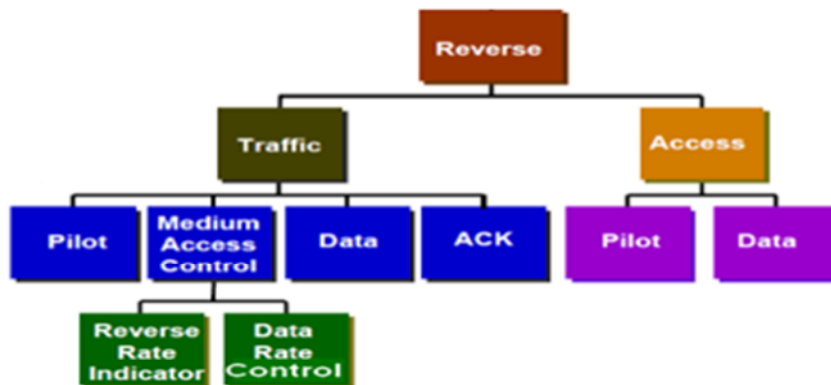 Reverse
Traffic
Access
Pilot
Medium
Access
Control
Data
ACK
Pilot
Data
Reverse
Rate
Indicator
Data
Rate
Control